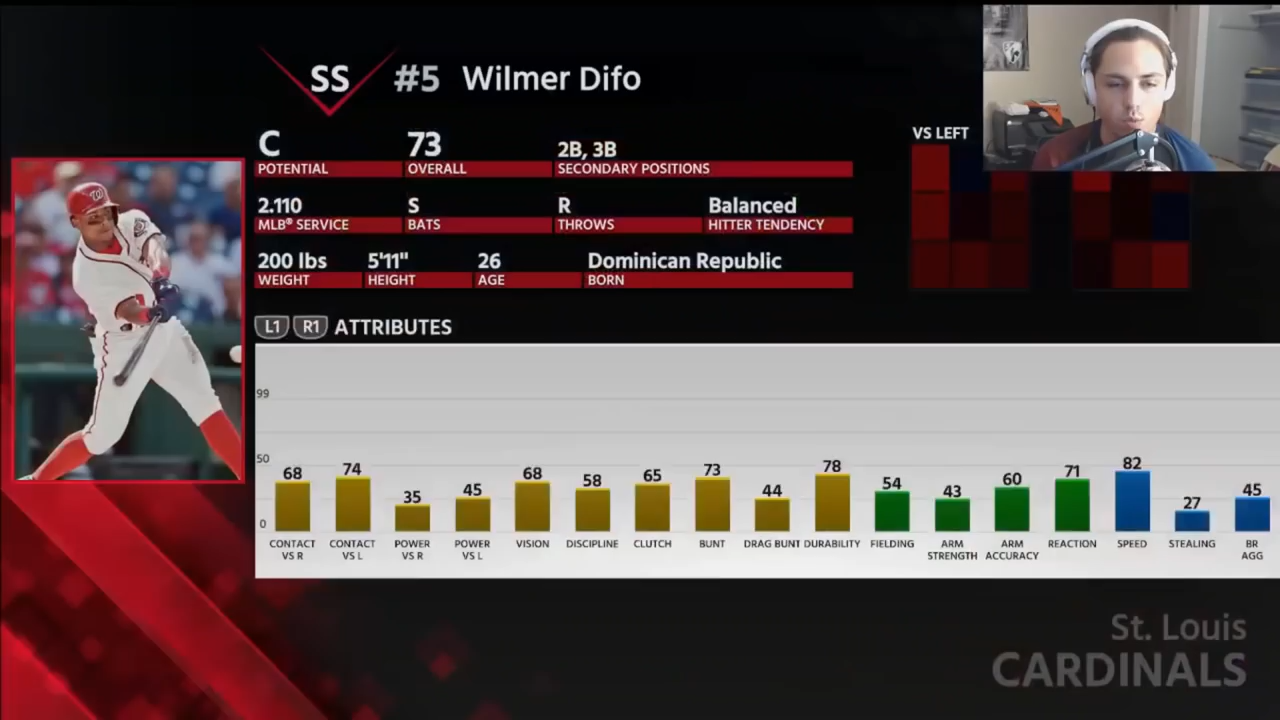 SS #5 Wilmer Difo
C 73 2B, 3B
POTENTIAL OVERALL SECONDARY POSITIONS
2.110 S R Balanced
MLB® SERVICE BATS THROWS HITTER TENDENCY
200 lbs 5'11" 26 Dominican Republic
WEIGHT HEIGHT AGE BORN
VS LEFT
L1 R1 ATTRIBUTES
99
50
0
68 74 35 45 68 58 65 73 44 78 54 43 60 71 82 27 45
CONTACT VS R
CONTACT VS L
POWER VS R
POWER VS L
VISION
DISCIPLINE
CLUTCH
BUNT
DRAG BUNT
DURABILITY
FIELDING
ARM STRENGTH
ARM ACCURACY
REACTION
SPEED
STEALING
BR AGG
St. Louis
CARDINALS
W